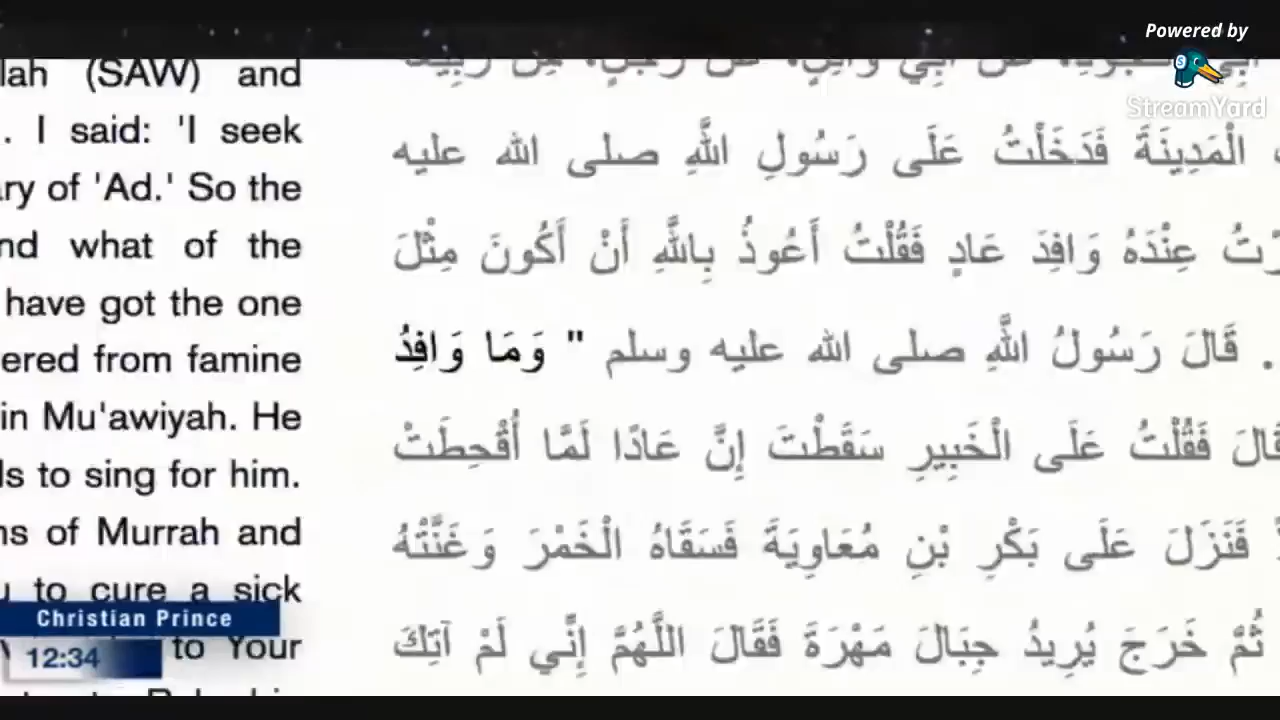 Powered by
StreamYard
lah (SAW) and
. I said: 'I seek
ary of 'Ad.' So the
nd what of the
have got the one
ered from famine
in Mu'awiyah. He
ls to sing for him.
ns of Murrah and
u to cure a sick
to Your
الْمَدِينَةَ فَدَخَلْتُ عَلَى رَسُولِ اللَّهِ صلى الله عليه
رْتُ عِنْدَهُ وَافِدَ عَادٍ فَقُلْتُ أَعُوذُ بِاللَّهِ أَنْ أَكُونَ مِثْلَ
. قَالَ رَسُولُ اللَّهِ صلى الله عليه وسلم " وَمَا وَافِدُ
قَالَ فَقُلْتُ عَلَى الْخَبِيرِ سَقَطْتَ إِنَّ عَادًا لَمَّا أُقْحِطَتْ
فَنَزَلَ عَلَى بَكْرِ بْنِ مُعَاوِيَةَ فَسَقَاهُ الْخَمْرَ وَغَنَّتْهُ
ثُمَّ خَرَجَ يُرِيدُ جِبَالَ مَهْرَةَ فَقَالَ اللَّهُمَّ إِنِّي لَمْ آتِكَ
Christian Prince
12:34